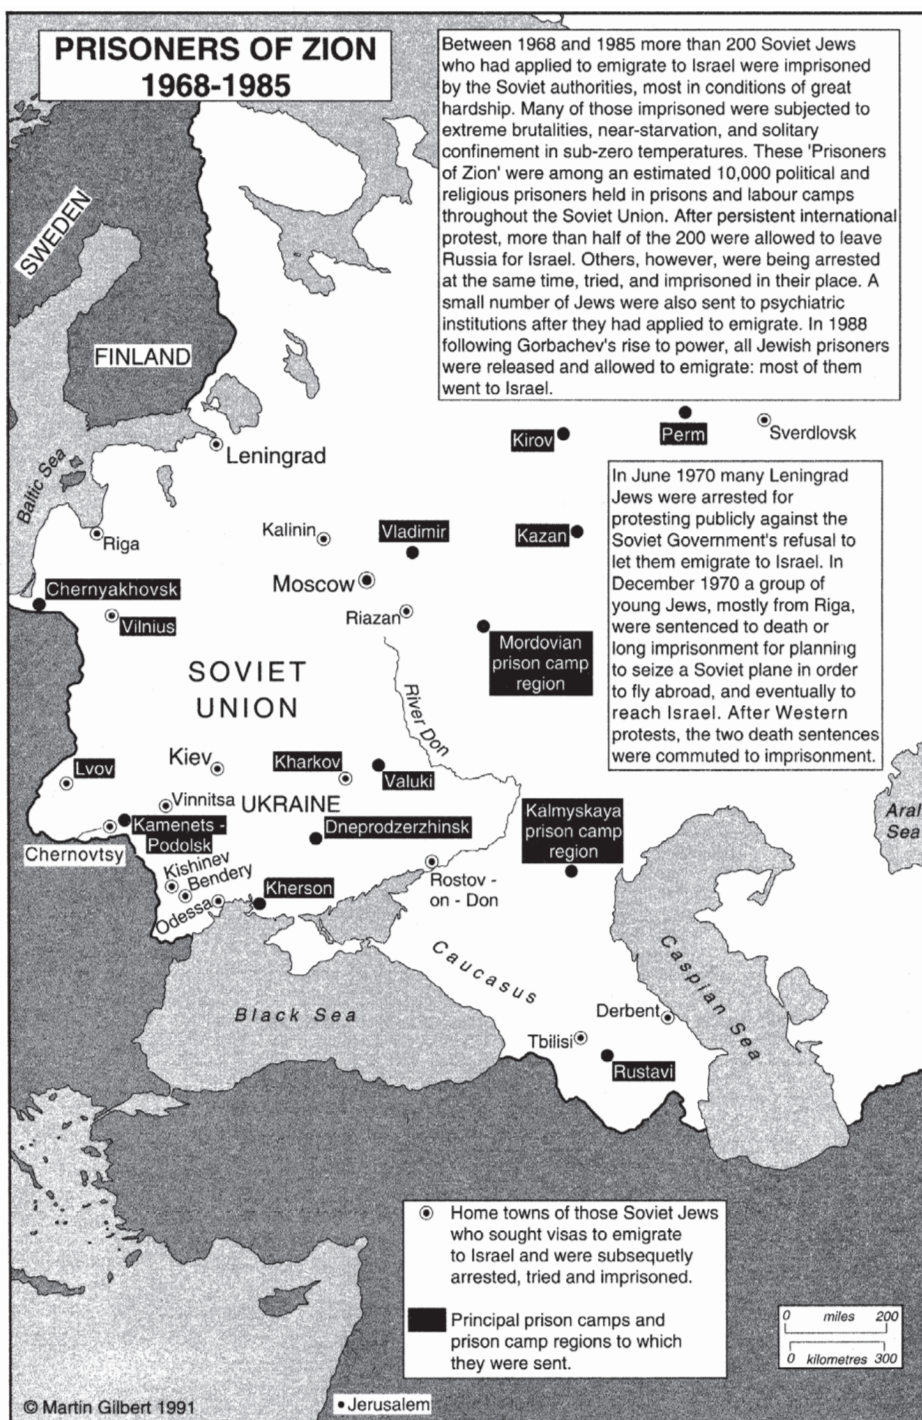 PRISONERS OF ZION
1968-1985
Between 1968 and 1985 more than 200 Soviet Jews
who had applied to emigrate to Israel were imprisoned
by the Soviet authorities, most in conditions of great
hardship. Many of those imprisoned were subjected to
extreme brutalities, near-starvation, and solitary
confinement in sub-zero temperatures. These 'Prisoners
of Zion' were among an estimated 10,000 political and
religious prisoners held in prisons and labour camps
throughout the Soviet Union. After persistent international
protest, more than half of the 200 were allowed to leave
Russia for Israel. Others, however, were being arrested
at the same time, tried, and imprisoned in their place. A
small number of Jews were also sent to psychiatric
institutions after they had applied to emigrate. In 1988
following Gorbachev's rise to power, all Jewish prisoners
were released and allowed to emigrate: most of them
went to Israel.
SWEDEN
FINLAND
Baltic Sea
Leningrad
Kirov
Perm
Sverdlovsk
In June 1970 many Leningrad
Jews were arrested for
protesting publicly against the
Soviet Government's refusal to
let them emigrate to Israel. In
December 1970 a group of
young Jews, mostly from Riga,
were sentenced to death or
long imprisonment for planning
to seize a Soviet plane in order
to fly abroad, and eventually to
reach Israel. After Western
protests, the two death sentences
were commuted to imprisonment.
Riga
Kalinin
Vladimir
Kazan
Chernyakhovsk
Moscow
Vilnius
Riazan
Mordovian
prison camp
region
SOVIET
UNION
River Don
Lvov
Kiev
Kharkov
Valuki
Vinnitsa
UKRAINE
Kamenets -
Podolsk
Dneprodzerzhinsk
Kalmyskaya
prison camp
region
Aral
Sea
Chernovtsy
Kishinev
Bendery
Odessa
Kherson
Rostov -
on - Don
Caucasus
Caspian Sea
Black Sea
Derbent
Tbilisi
Rustavi
Home towns of those Soviet Jews
who sought visas to emigrate
to Israel and were subsequetly
arrested, tried and imprisoned.
Principal prison camps and
prison camp regions to which
they were sent.
0 miles 200
0 kilometres 300
© Martin Gilbert 1991
Jerusalem